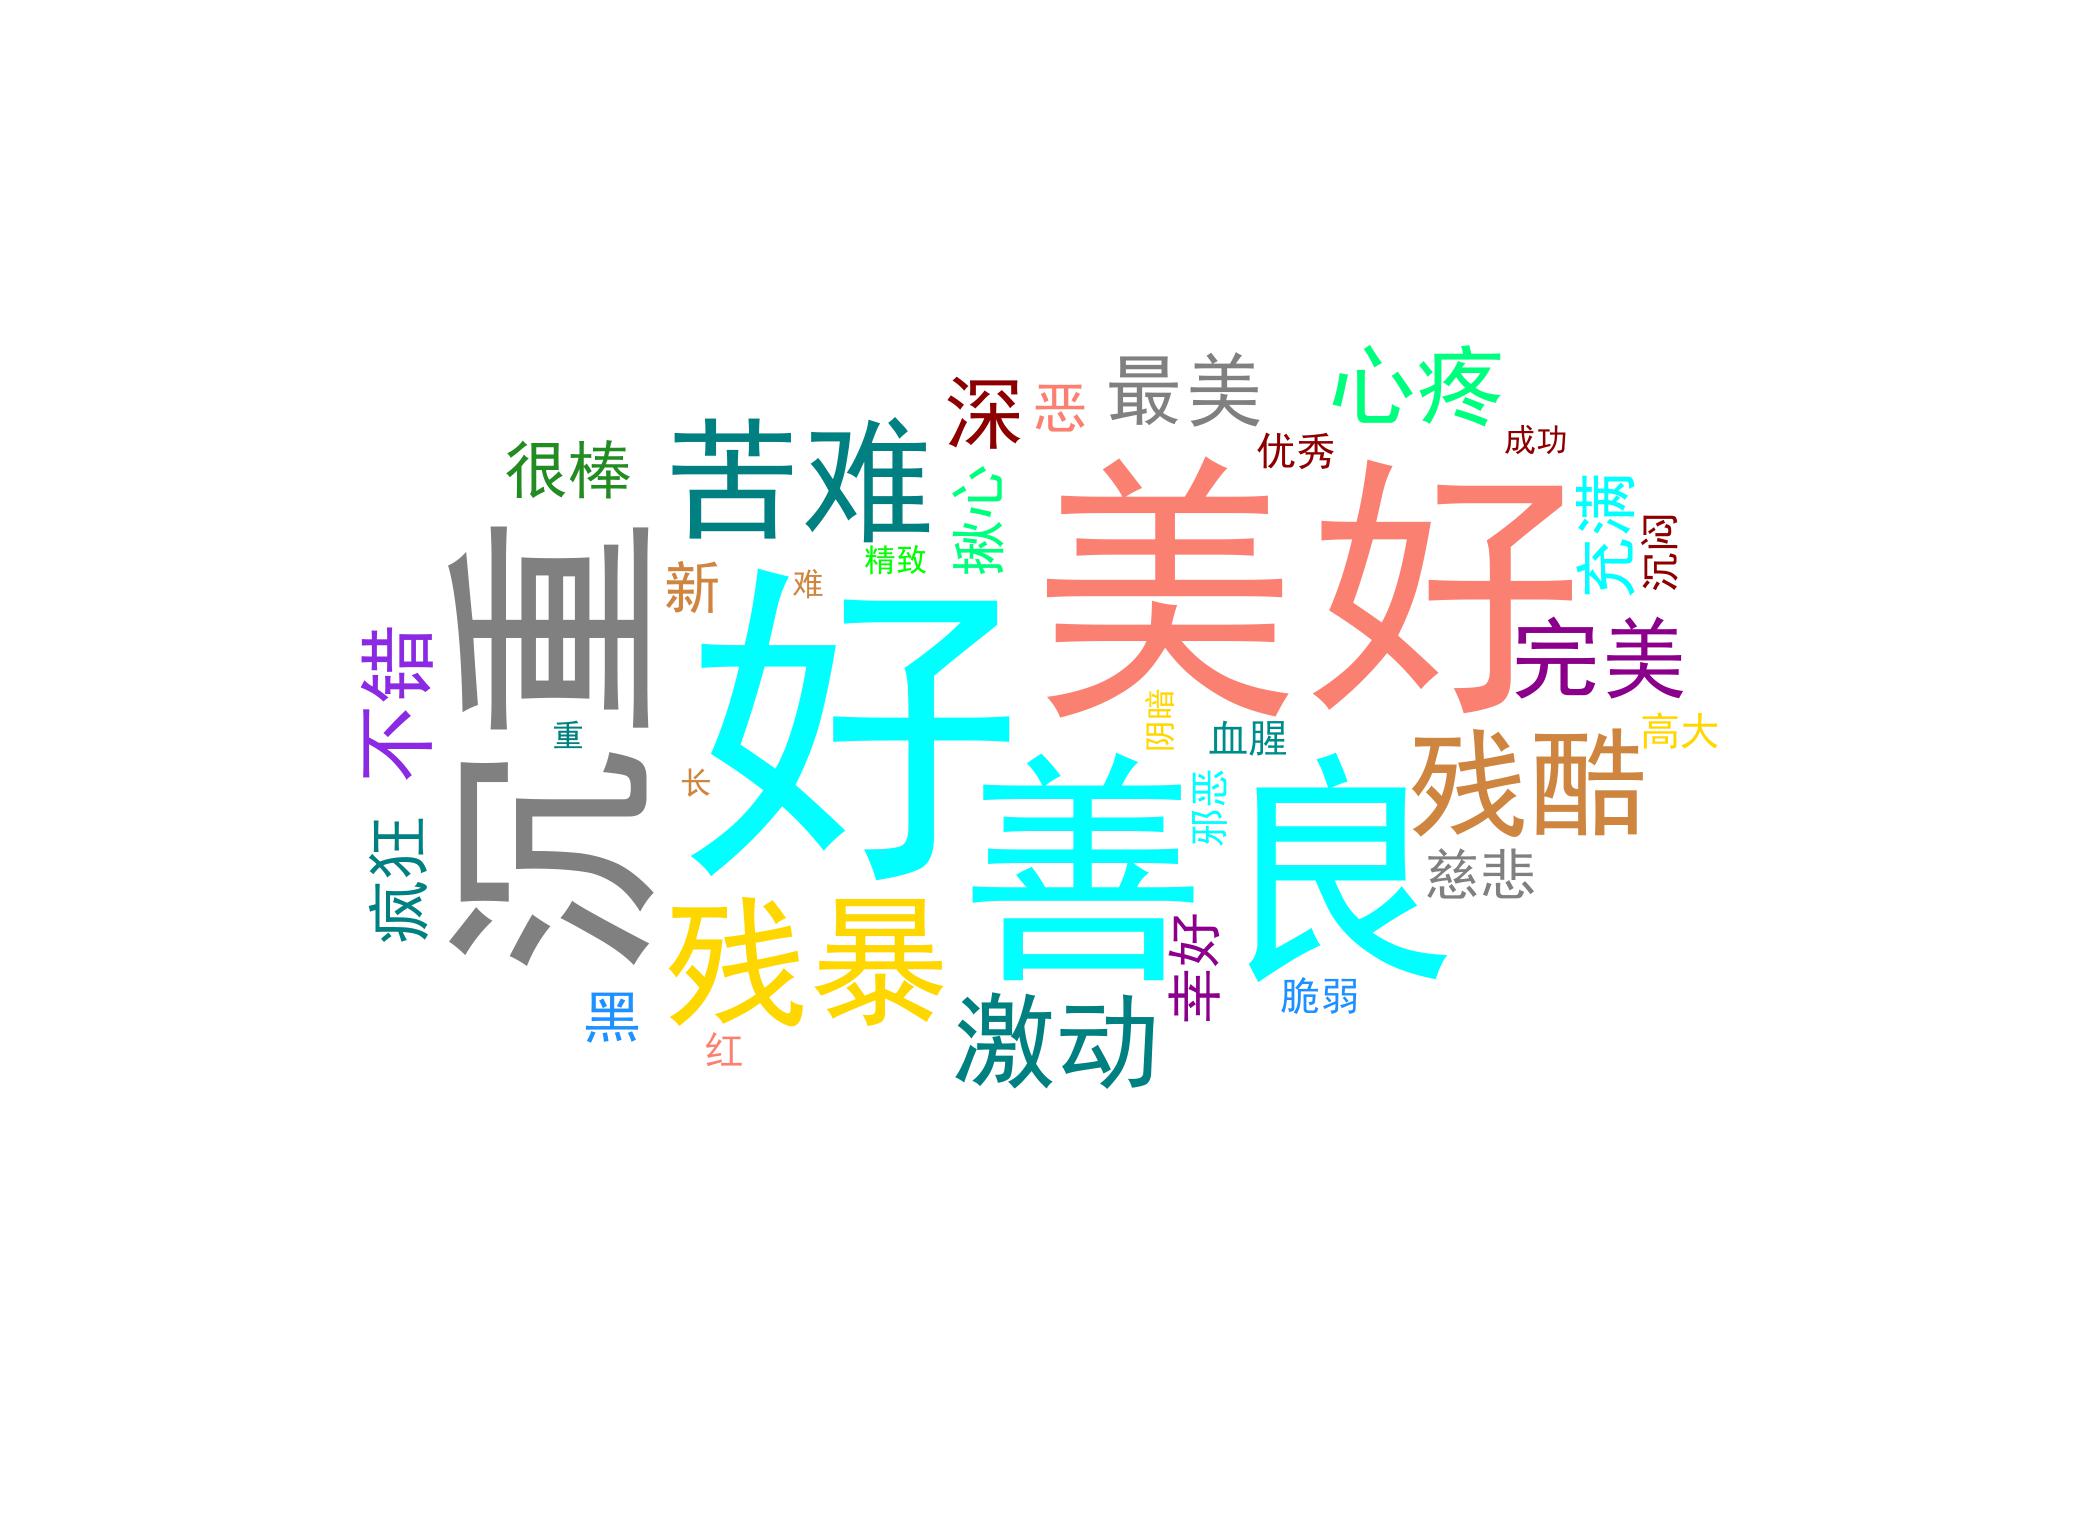 心疼
最美
深
恶
很棒
苦难
优秀
成功
美好
揪心
充满
沉闷
精致
新
难
好
沉重
不错
完美
阴暗
血腥
高大
重
长
善良
邪恶
残酷
疯狂
慈悲
残暴
幸好
脆弱
黑
红
激动